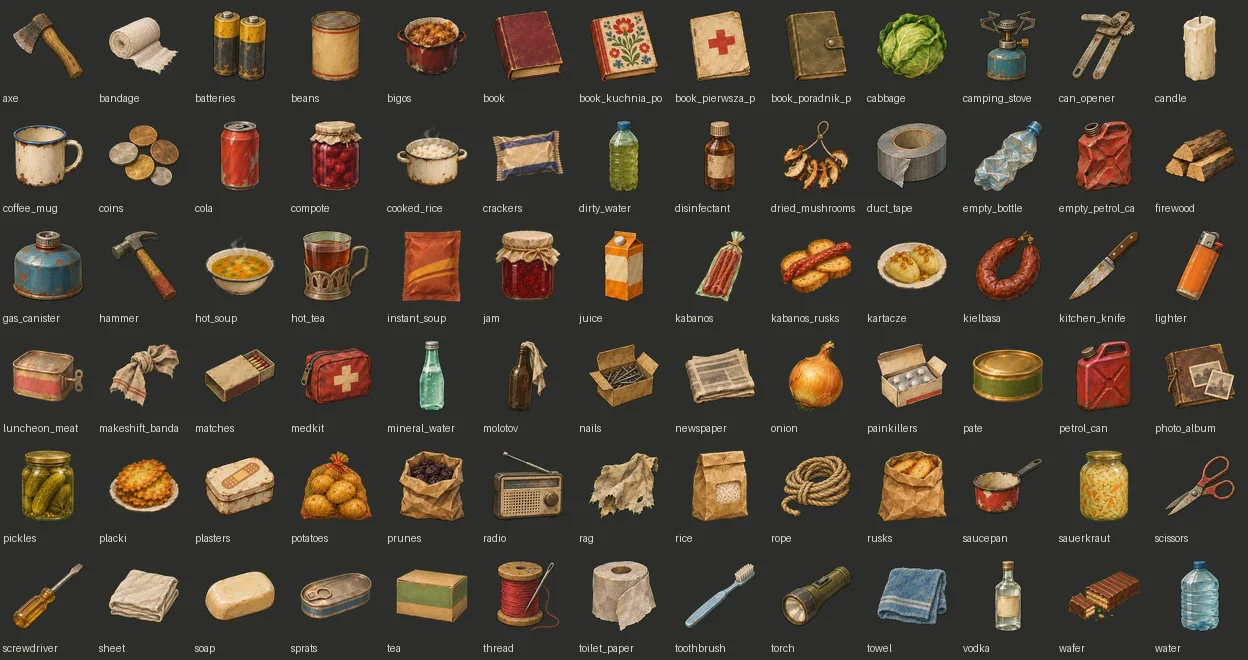 axe
bandage
batteries
beans
bigos
book
book_kuchnia_po
book_pierwsza_p
book_poradnik_p
cabbage
camping_stove
can_opener
candle
coffee_mug
coins
cola
compote
cooked_rice
crackers
dirty_water
disinfectant
dried_mushrooms
duct_tape
empty_bottle
empty_petrol_ca
firewood
gas_canister
hammer
hot_soup
hot_tea
instant_soup
jam
juice
kabanos
kabanos_rusks
kartacze
kielbasa
kitchen_knife
lighter
luncheon_meat
makeshift_banda
matches
medkit
mineral_water
molotov
nails
newspaper
onion
painkillers
pate
petrol_can
photo_album
pickles
placki
plasters
potatoes
prunes
radio
rag
rice
rope
rusks
saucepan
sauerkraut
scissors
screwdriver
sheet
soap
sprats
tea
thread
toilet_paper
toothbrush
torch
towel
vodka
wafer
water